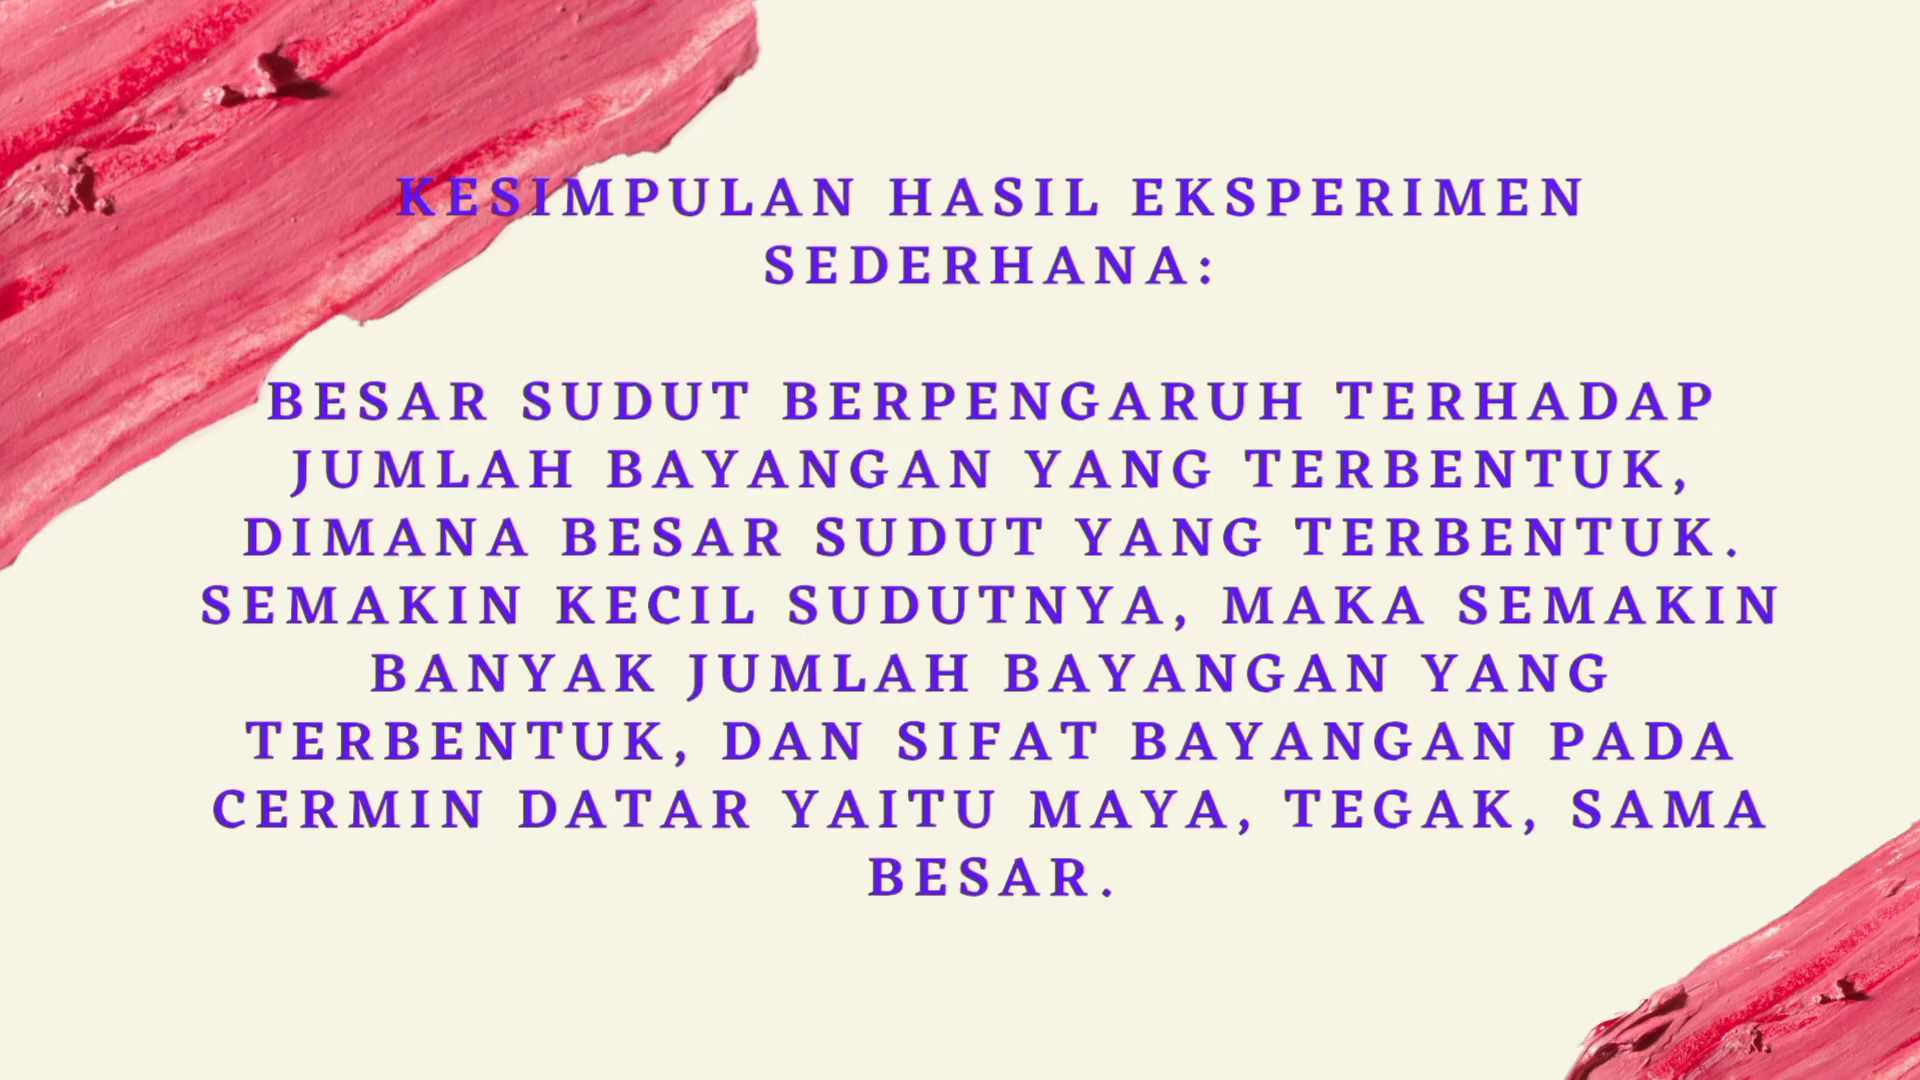 KESIMPULAN HASIL EKSPERIMEN
SEDERHANA:
BESAR SUDUT BERPENGARUH TERHADAP
JUMLAH BAYANGAN YANG TERBENTUK,
DIMANA BESAR SUDUT YANG TERBENTUK.
SEMAKIN KECIL SUDUTNYA, MAKA SEMAKIN
BANYAK JUMLAH BAYANGAN YANG
TERBENTUK, DAN SIFAT BAYANGAN PADA
CERMIN DATAR YAITU MAYA, TEGAK, SAMA
BESAR.